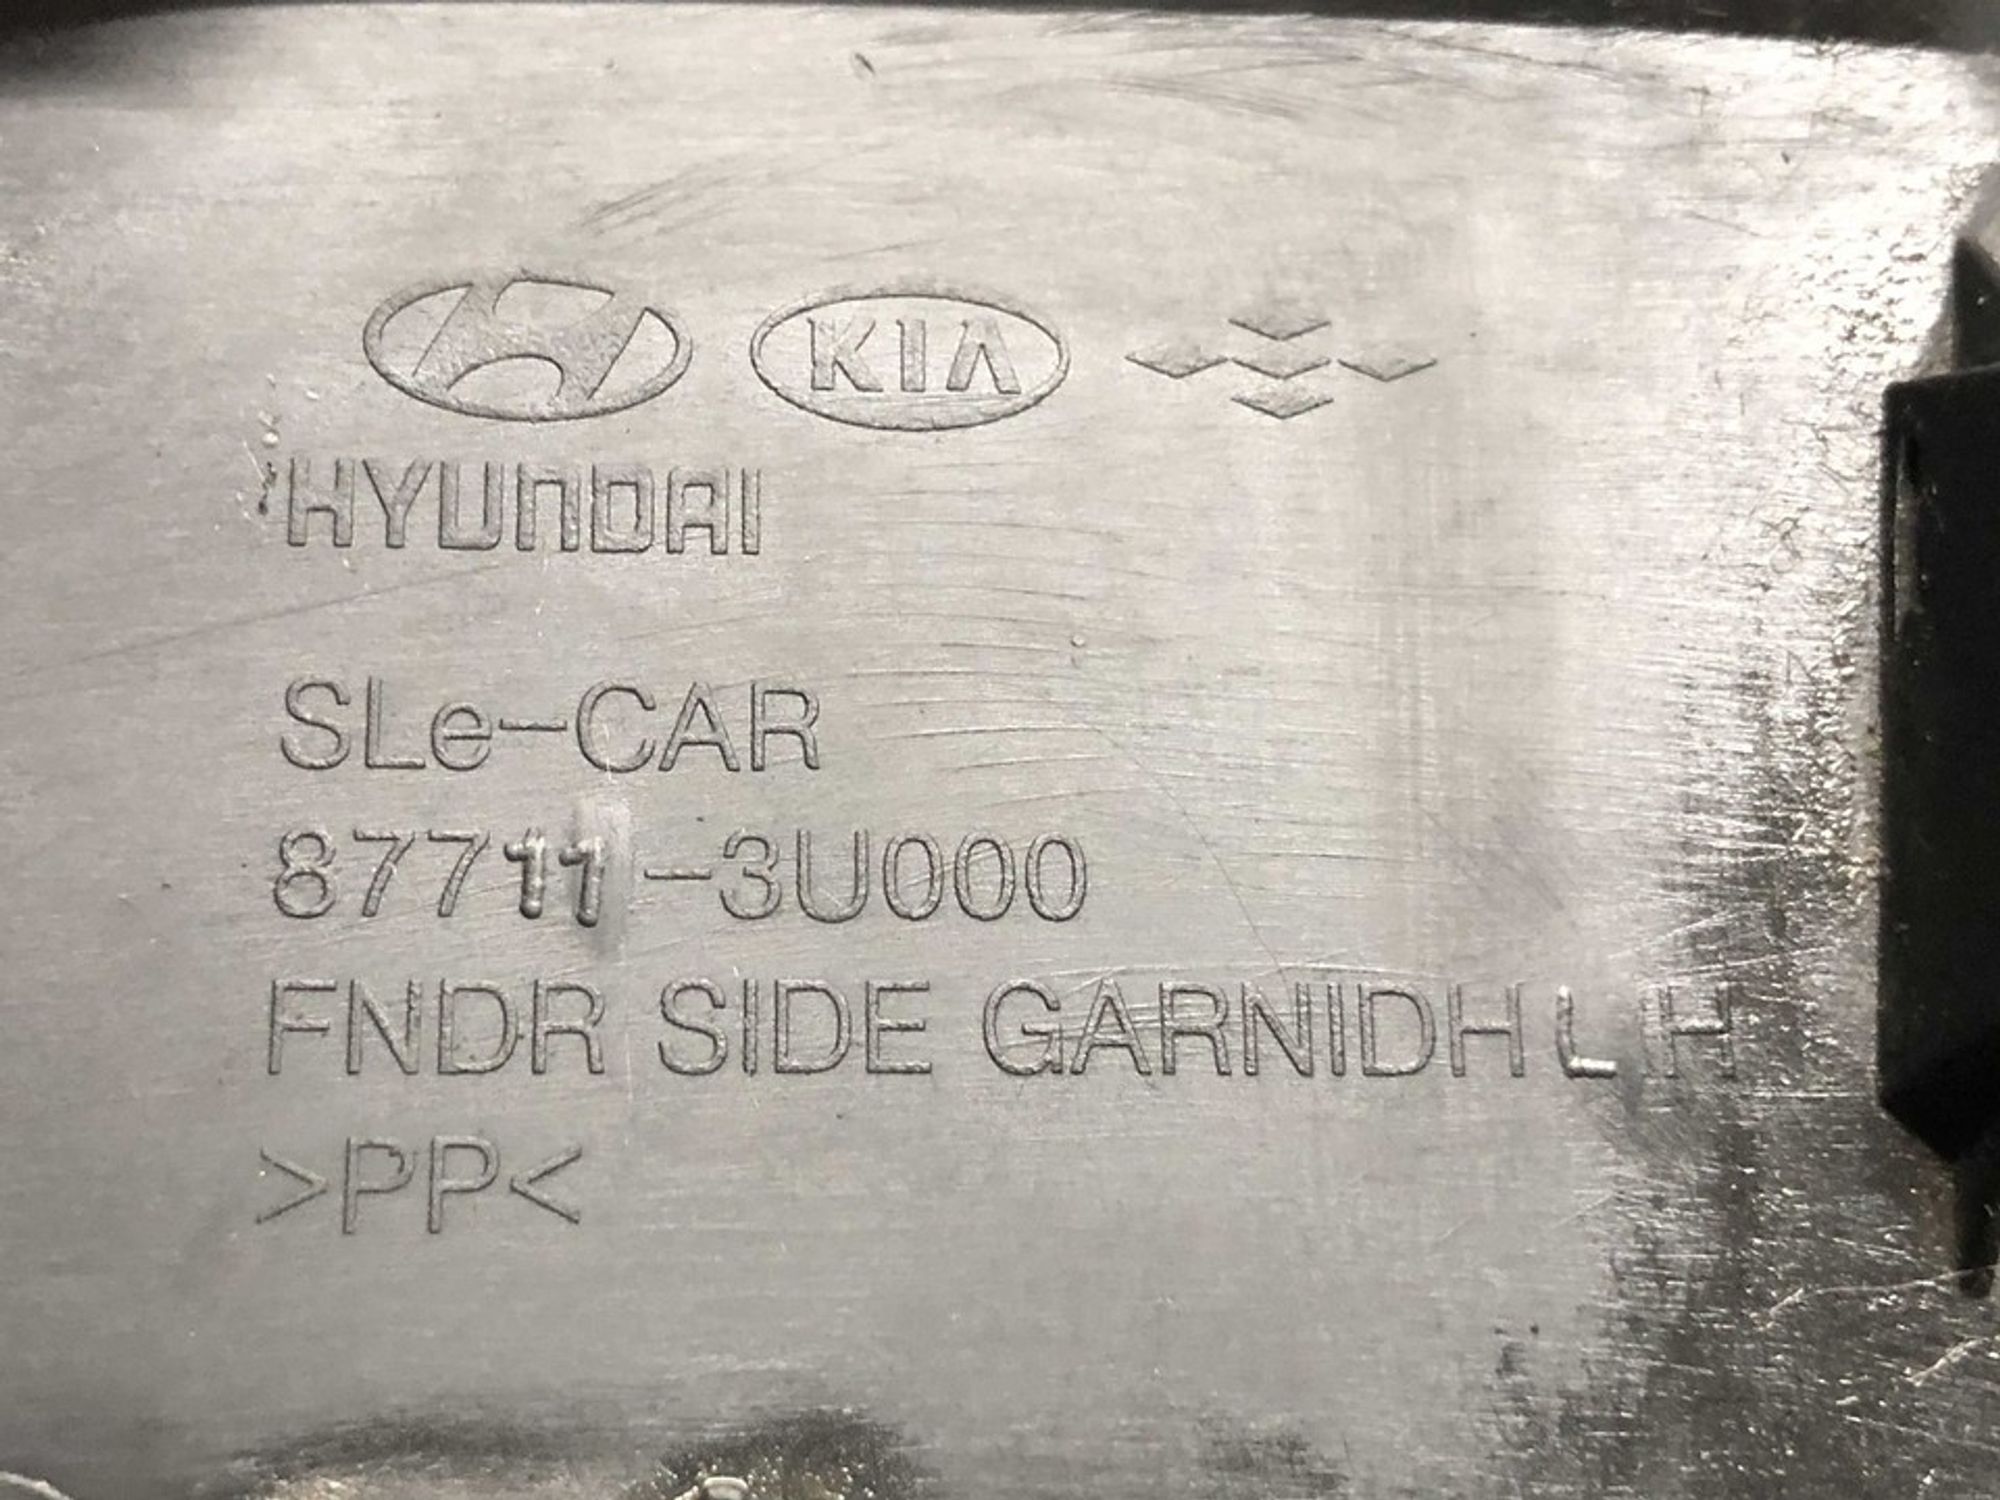 KIA
HYUNDAI
SLe-CAR
87711-3U000
FNDR SIDE GARNIDH LH
>PP<